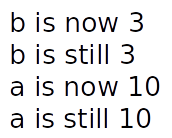 b is now 3
b is still 3
a is now 10
a is still 10